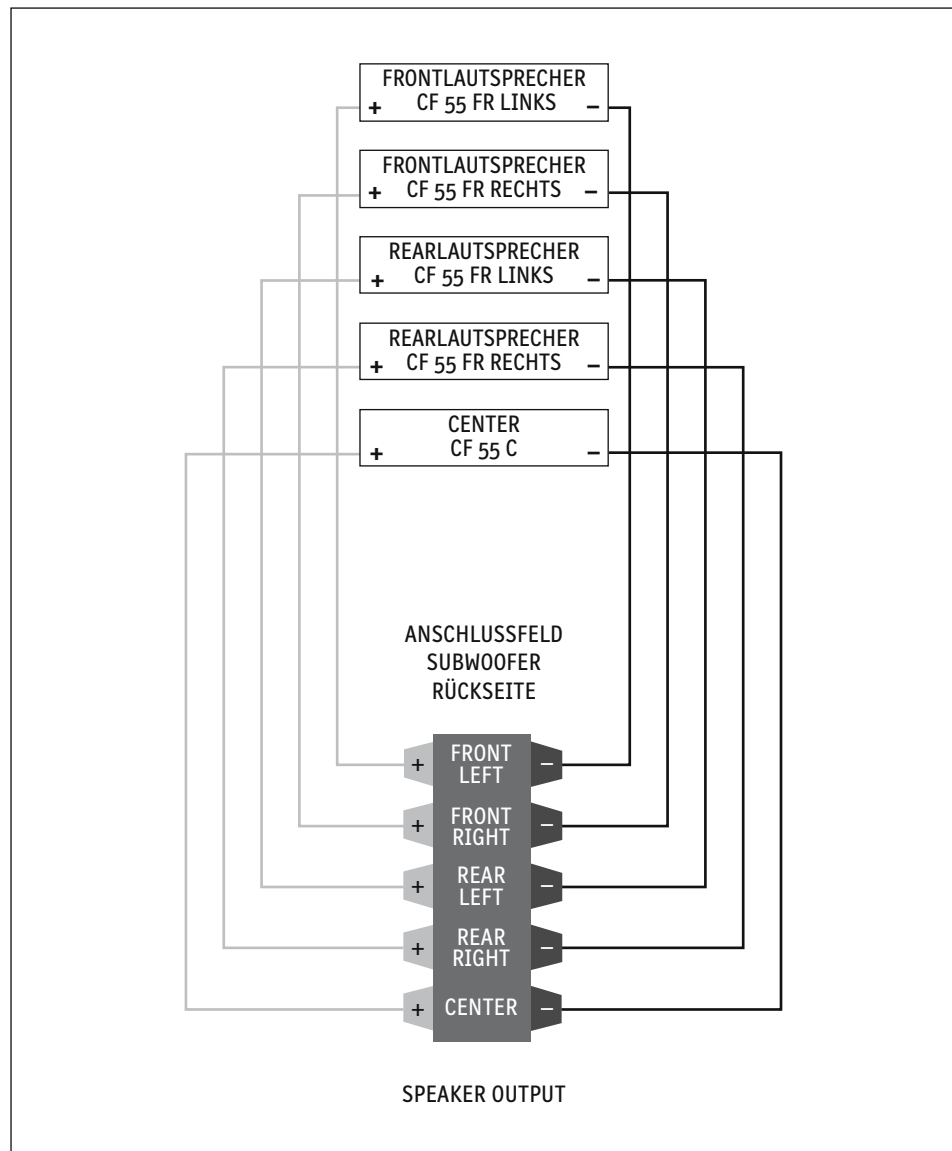 FRONTLAUTSPRECHER
CF 55 FR LINKS
+ –
FRONTLAUTSPRECHER
CF 55 FR RECHTS
+ –
REARLAUTSPRECHER
CF 55 FR LINKS
+ –
REARLAUTSPRECHER
CF 55 FR RECHTS
+ –
CENTER
CF 55 C
+ –
ANSCHLUSSFELD
SUBWOOFER
RÜCKSEITE
FRONT
+ LEFT –
FRONT
+ RIGHT –
REAR
+ LEFT –
REAR
+ RIGHT –
+ CENTER –
SPEAKER OUTPUT